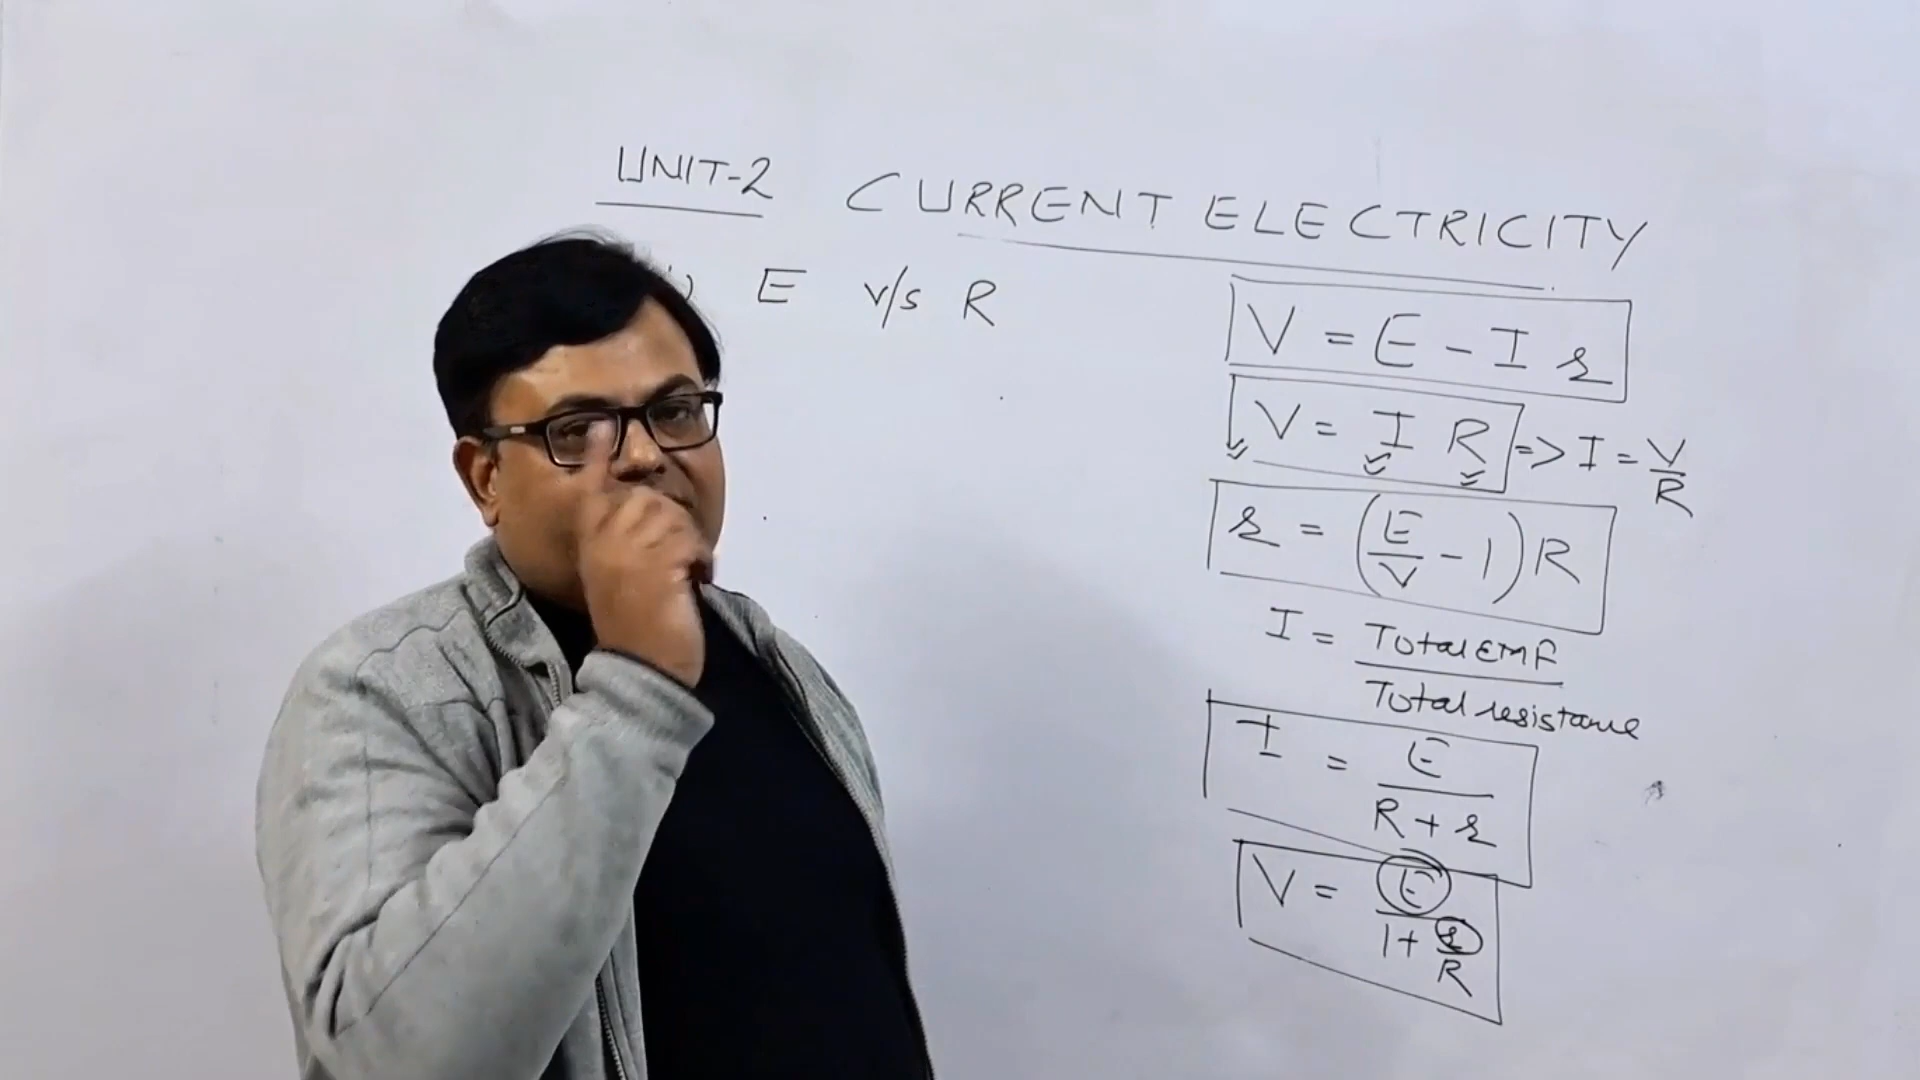 UNIT-2 CURRENT ELECTRICITY
) E v/s R
V = E - I r
V = I R => I = V/R
r = (E/V - 1) R
I = Total EMF / Total resistance
I = E / R + r
V = E / 1 + r/R